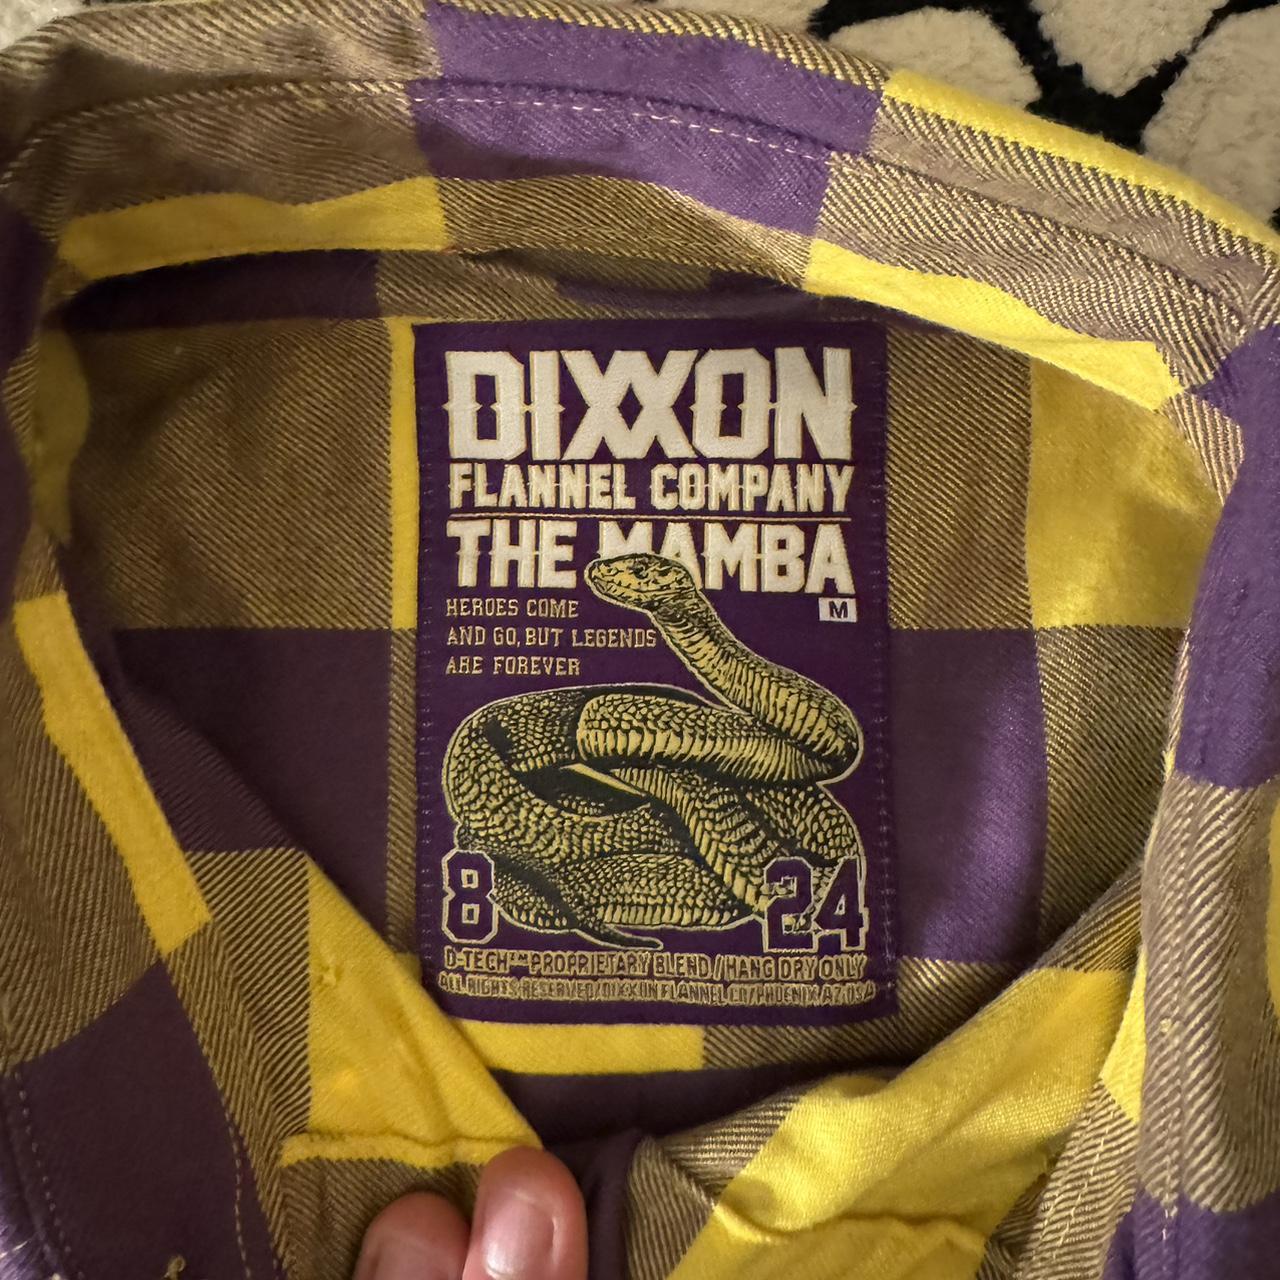 DIXXON
FLANNEL COMPANY
THE MAMBA
M
HEROES COME
AND GO, BUT LEGENDS
ARE FOREVER
8 24
D-TECH™ PROPRIETARY BLEND / HANG DRY ONLY
ALL RIGHTS RESERVED/DIXXON FLANNEL CO/PHOENIX AZ USA